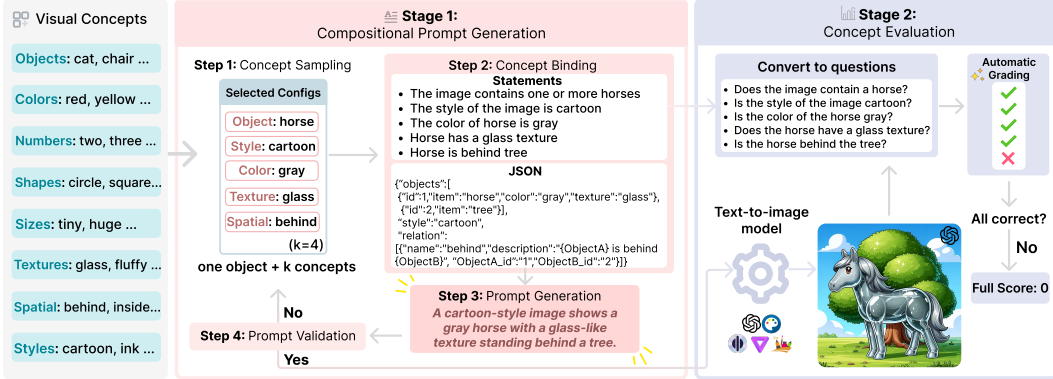 Visual Concepts
Objects: cat, chair ...
Colors: red, yellow ...
Numbers: two, three ...
Shapes: circle, square...
Sizes: tiny, huge ...
Textures: glass, fluffy ...
Spatial: behind, inside...
Styles: cartoon, ink ...
Stage 1:
Compositional Prompt Generation
Step 1: Concept Sampling
Selected Configs
Object: horse
Style: cartoon
Color: gray
Texture: glass
Spatial: behind
(k=4)
one object + k concepts
Step 2: Concept Binding
Statements
• The image contains one or more horses
• The style of the image is cartoon
• The color of horse is gray
• Horse has a glass texture
• Horse is behind tree
JSON
{"objects":[
{"id":1,"item":"horse","color":"gray","texture":"glass"},
{"id":2,"item":"tree"}],
"style":"cartoon",
"relation":
[{"name":"behind","description":"{ObjectA} is behind
{ObjectB}", "ObjectA_id":"1","ObjectB_id":"2"}]}
Step 3: Prompt Generation
A cartoon-style image shows a
gray horse with a glass-like
texture standing behind a tree.
No
Step 4: Prompt Validation
Yes
Stage 2:
Concept Evaluation
Convert to questions
• Does the image contain a horse?
• Is the style of the image cartoon?
• Is the color of the horse gray?
• Does the horse have a glass texture?
• Is the horse behind the tree?
Automatic
Grading
Text-to-image
model
All correct?
No
Full Score: 0